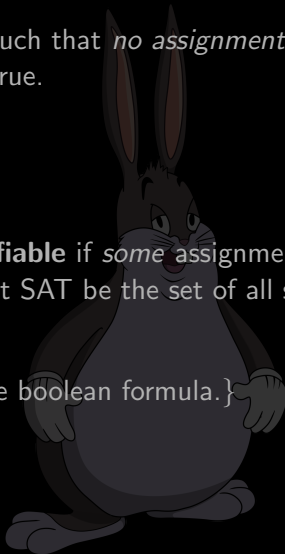 uch that no assignment
rue.
fiable if some assignme
t SAT be the set of all s
e boolean formula.}